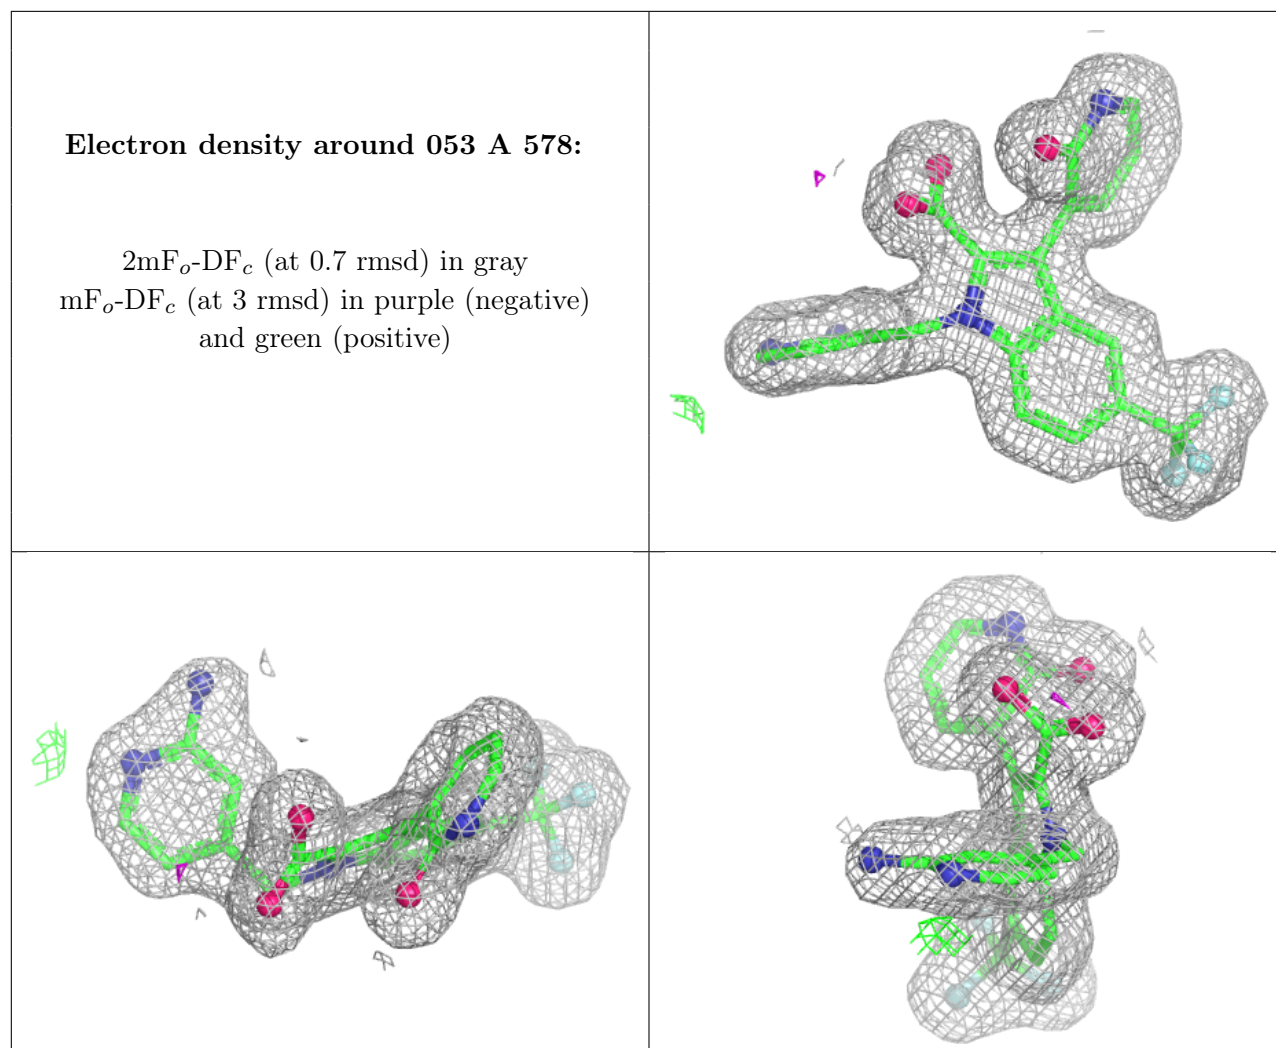 Electron density around 053 A 578:
2mFo-DFc (at 0.7 rmsd) in gray
mFo-DFc (at 3 rmsd) in purple (negative)
and green (positive)